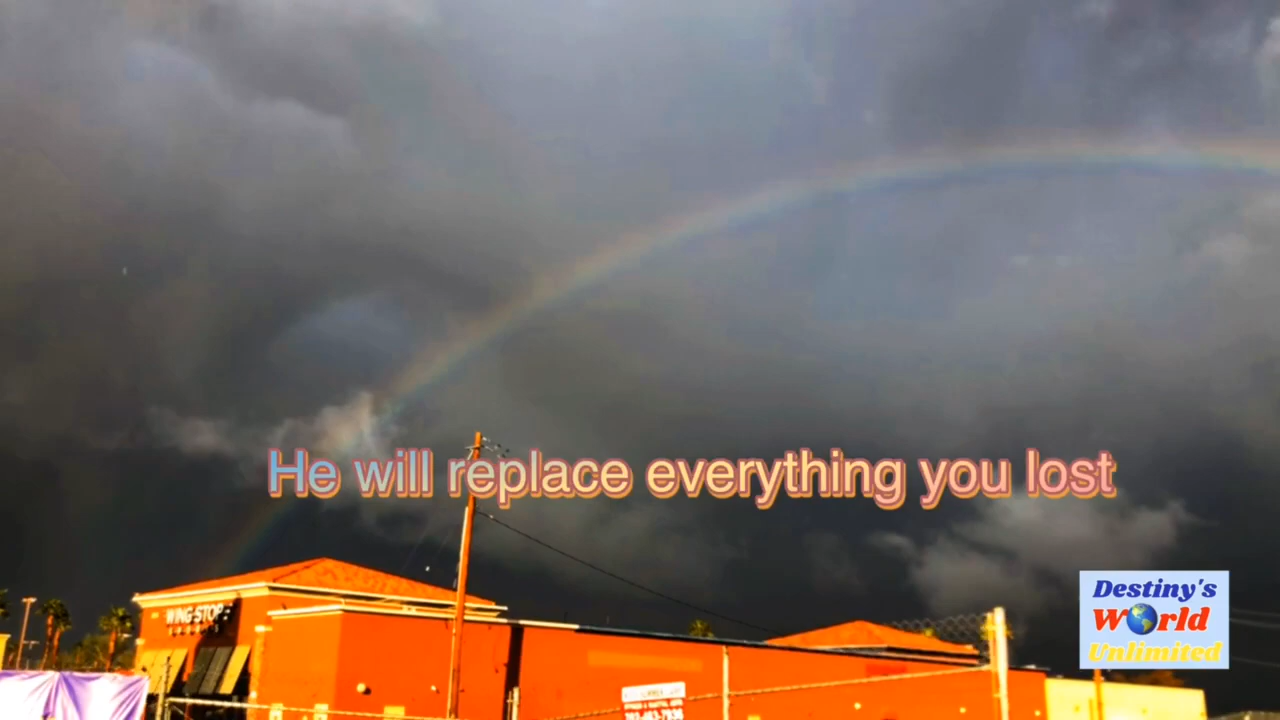 He will replace everything you lost
WING·STOP
Destiny's
World
Unlimited